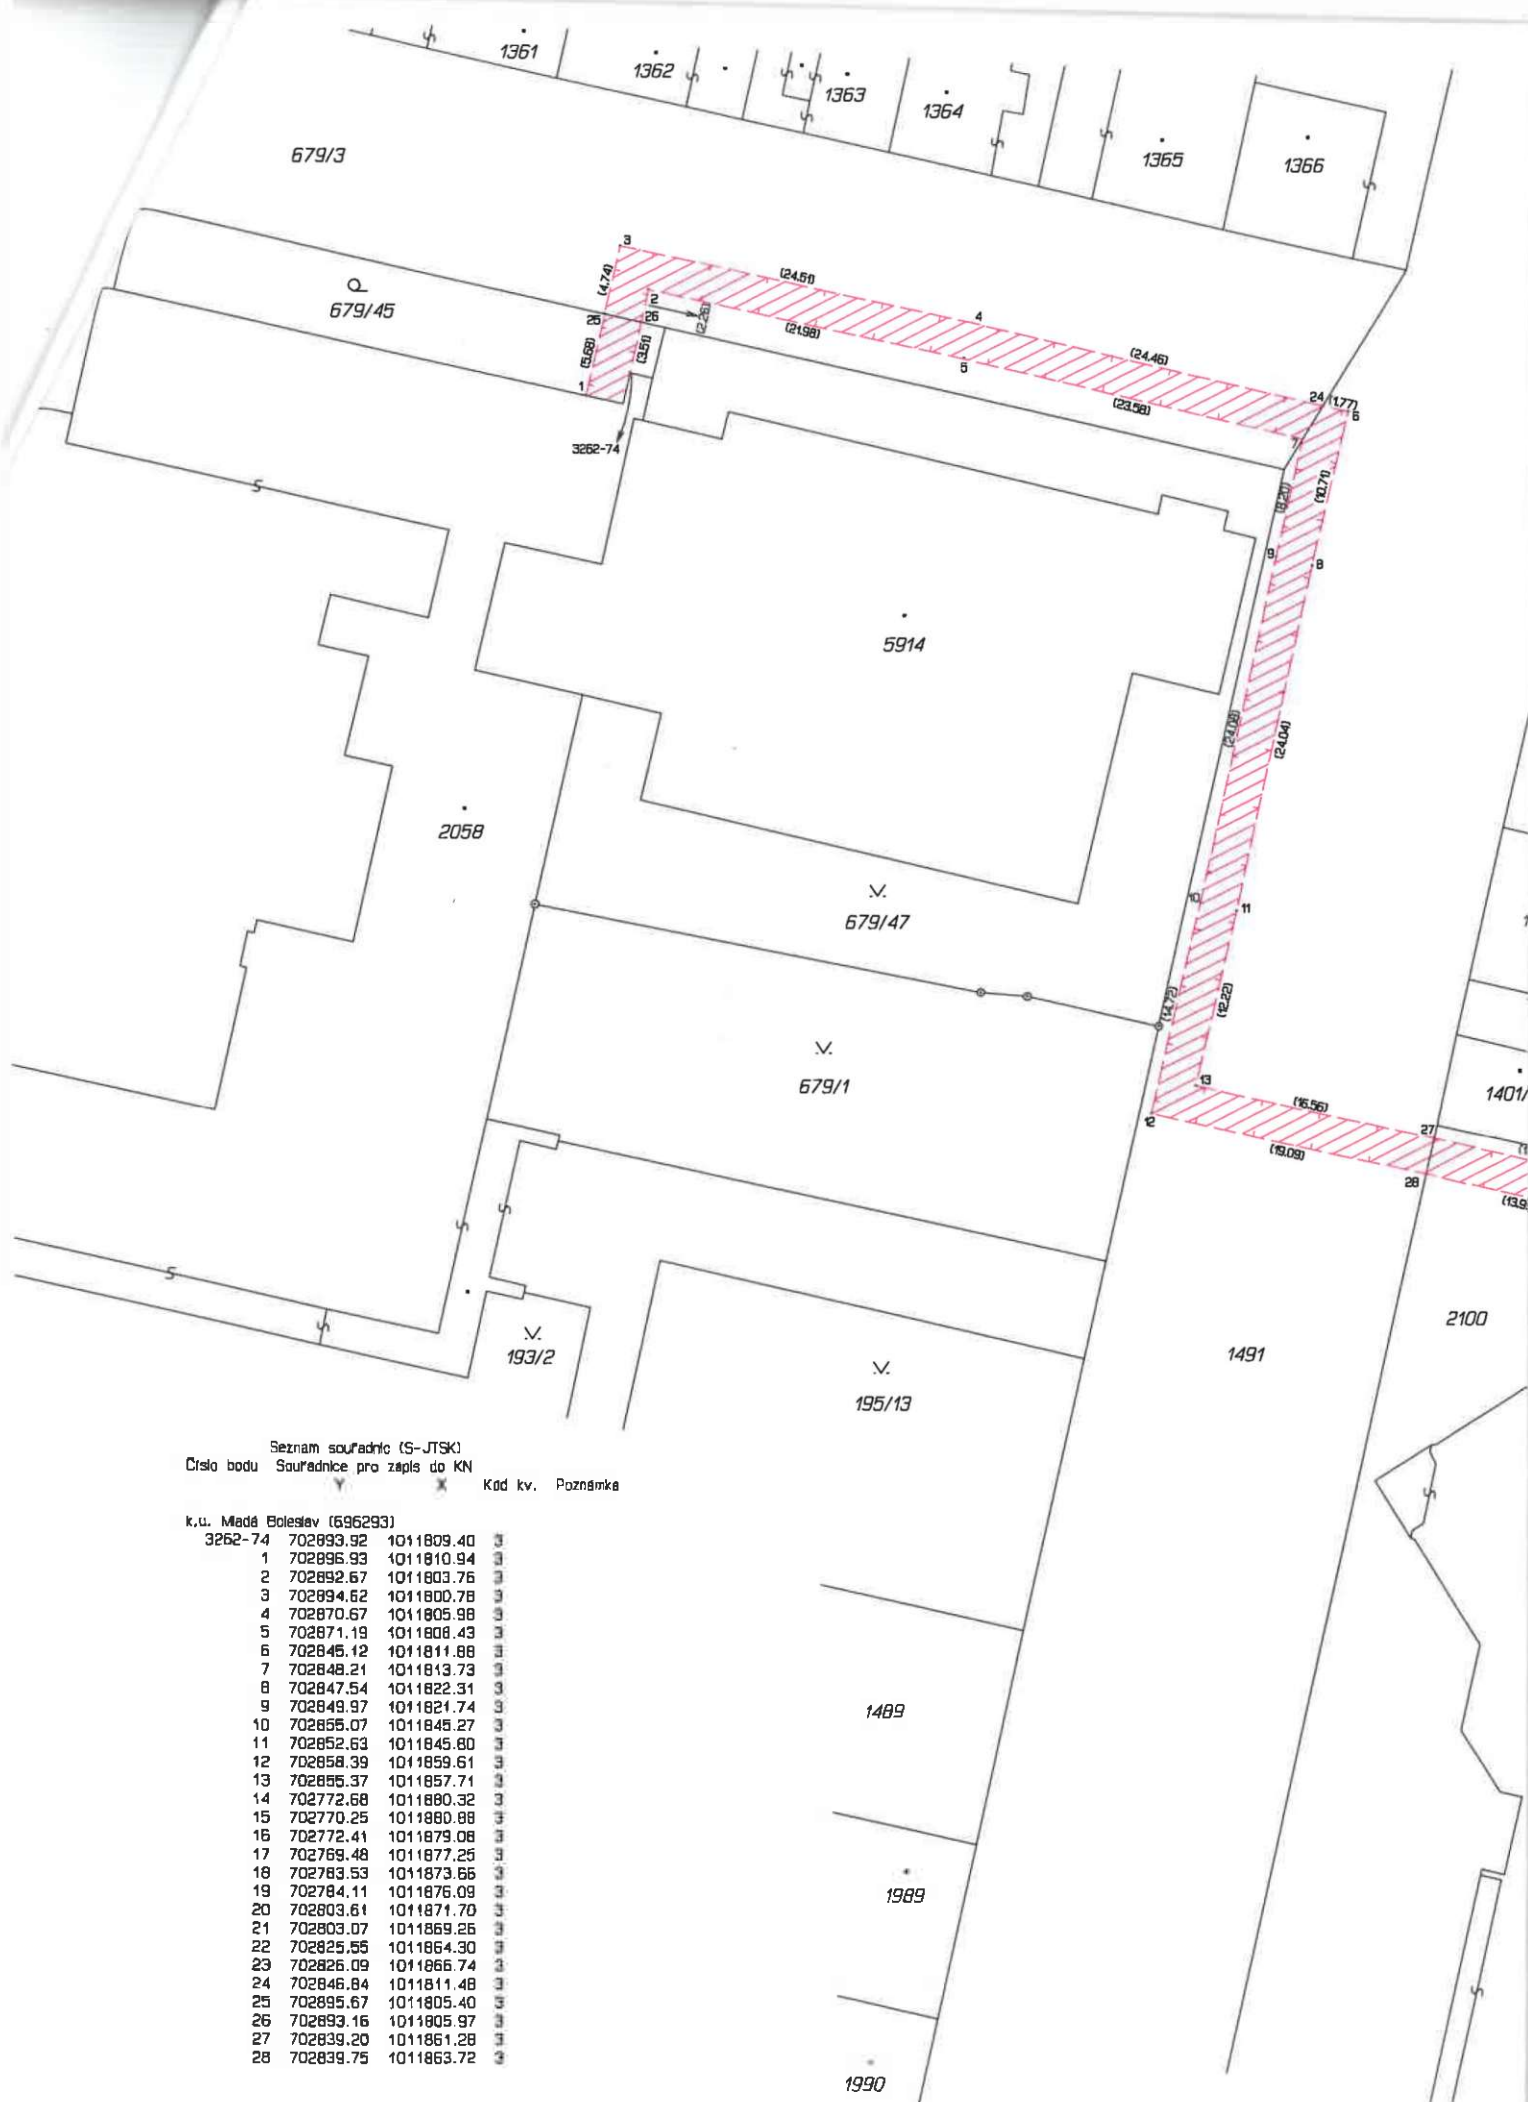 1361
1362
1363
1364
1365
1366
679/3
679/45
3
(4.74)
(24.51)
2
(2.26)
25
26
(21.98)
4
5
(24.46)
(5.68)
(3.51)
1
3262-74
(23.58)
24
(1.77)
6
7
(8.20)
(10.71)
9
8
5914
(24.08)
(24.04)
2058
10
11
679/47
(14.72)
(12.22)
679/1
13
12
(16.56)
(19.09)
27
28
1401/
(13.9
193/2
195/13
1491
2100
1489
1989
1990
Seznam souřadnic (S-JTSK)
Číslo bodu Souřadnice pro zápis do KN
Y X Kód kv. Poznámka
k.ú. Mladá Boleslav (696293)
3262-74 702893.92 1011809.40 3
1 702896.93 1011810.94 3
2 702892.67 1011803.76 3
3 702894.62 1011800.78 3
4 702870.67 1011805.98 3
5 702871.19 1011808.43 3
6 702845.12 1011811.88 3
7 702848.21 1011813.73 3
8 702847.54 1011822.31 3
9 702849.97 1011821.74 3
10 702855.07 1011845.27 3
11 702852.63 1011845.80 3
12 702858.39 1011859.61 3
13 702855.37 1011857.71 3
14 702772.68 1011880.32 3
15 702770.25 1011880.88 3
16 702772.41 1011879.08 3
17 702769.48 1011877.25 3
18 702783.53 1011873.66 3
19 702784.11 1011876.09 3
20 702803.61 1011871.70 3
21 702803.07 1011869.26 3
22 702825.55 1011864.30 3
23 702826.09 1011866.74 3
24 702846.84 1011811.48 3
25 702895.67 1011805.40 3
26 702893.16 1011805.97 3
27 702839.20 1011861.28 3
28 702839.75 1011863.72 3